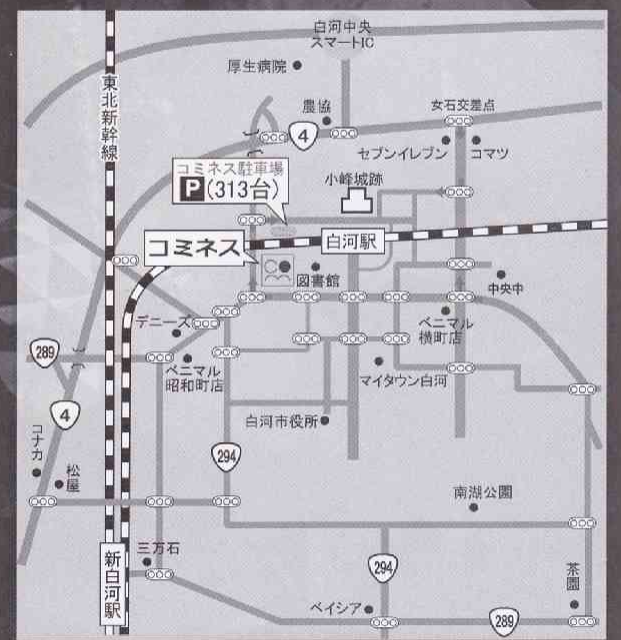 白河中央
スマートIC
厚生病院
東北新幹線
農協
4
女石交差点
セブンイレブン
コマツ
コミネス駐車場
P(313台)
小峰城跡
コミネス
白河駅
図書館
中央中
デニーズ
ベニマル
横町店
289
ベニマル
昭和町店
マイタウン白河
4
コナカ
松屋
白河市役所
294
南湖公園
新白河駅
三万石
294
茶園
ベイシア
289